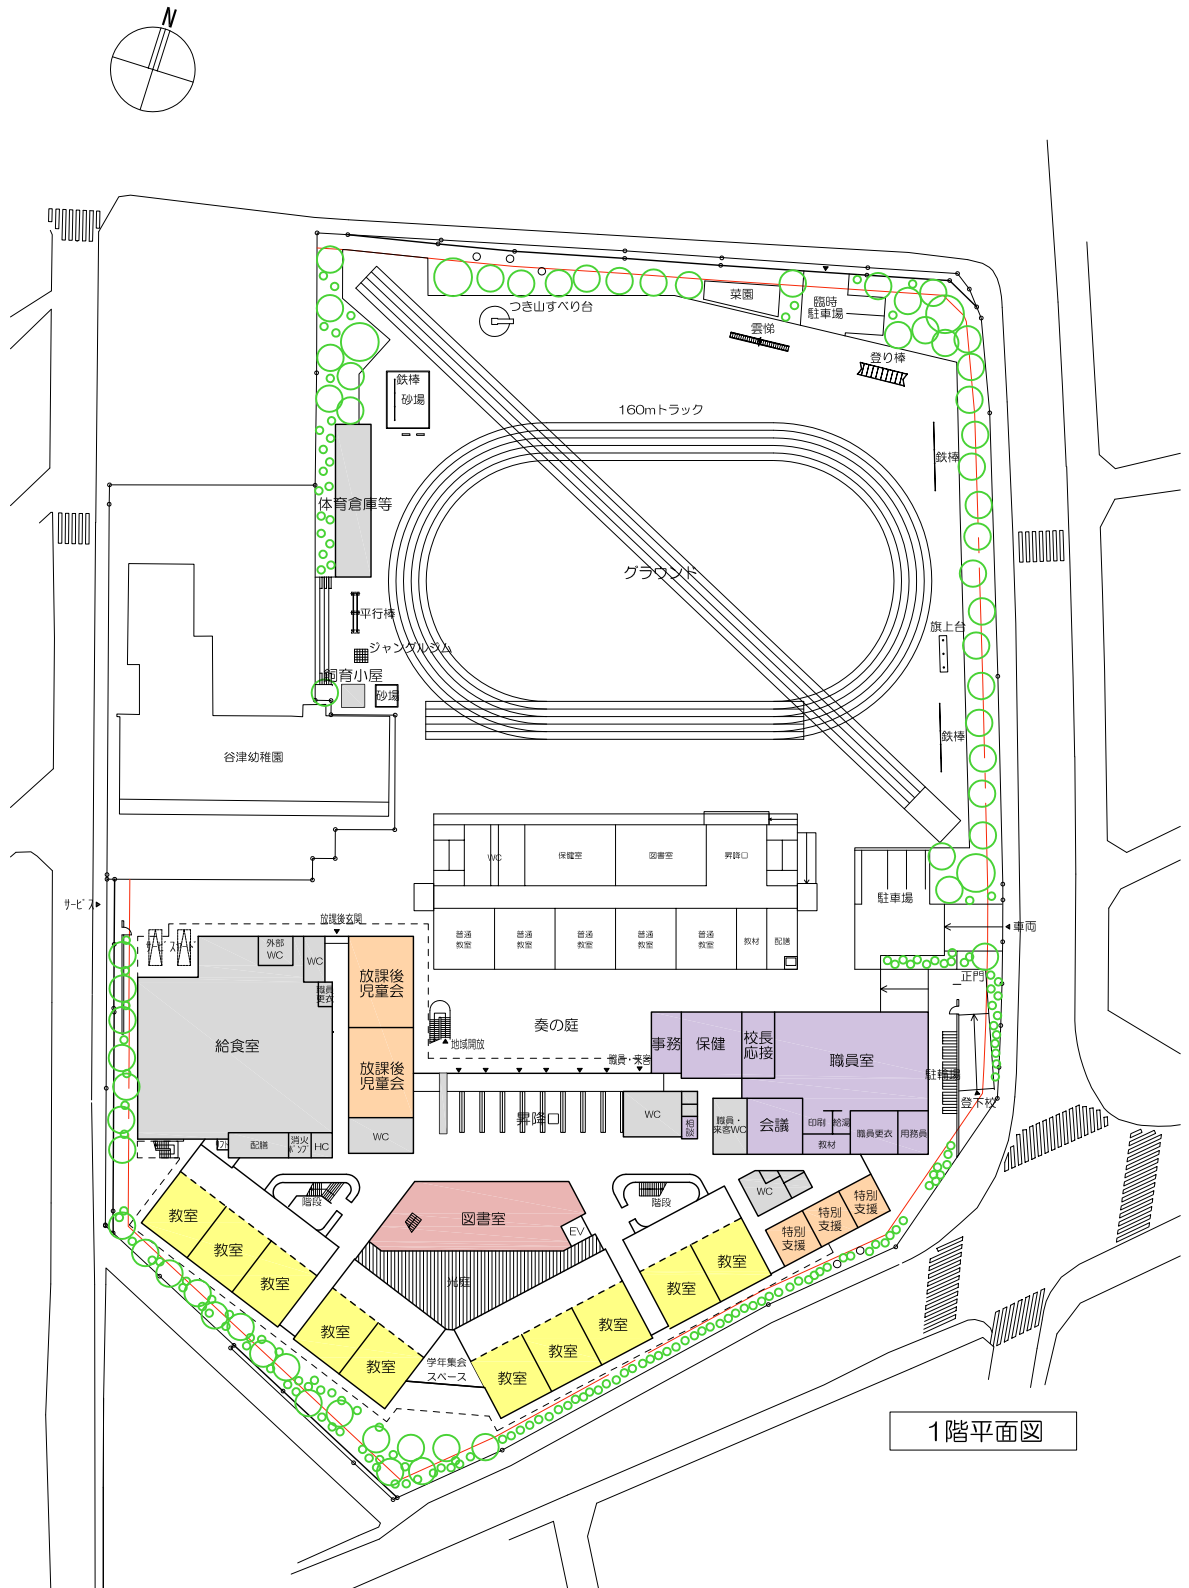 N
つき山すべり台
菜園
臨時
駐車場
雲悌
登り棒
鉄棒
砂場
160mトラック
鉄棒
体育倉庫等
グラウンド
平行棒
ジャングルジム
飼育小屋
砂場
旗上台
鉄棒
谷津幼稚園
WC
保健室
図書室
昇降口
駐車場
サービス
放課後玄関
車両
サービスヤード
外部
WC
WC
職員
更衣
放課後
児童会
普通
教室
普通
教室
普通
教室
普通
教室
普通
教室
教材
配膳
正門
奏の庭
地域開放
職員・来客
給食室
放課後
児童会
事務
保健
校長
応接
職員室
駐輪場
登下校
昇降口
WC
相談
職員・
来客WC
会議
印刷
給湯
教材
職員更衣
用務員
配膳
消火
ポンプ
HC
WC
階段
階段
WC
教室
教室
教室
図書室
EV
光庭
特別
支援
特別
支援
特別
支援
教室
教室
教室
教室
学年集会
スペース
教室
教室
教室
1階平面図